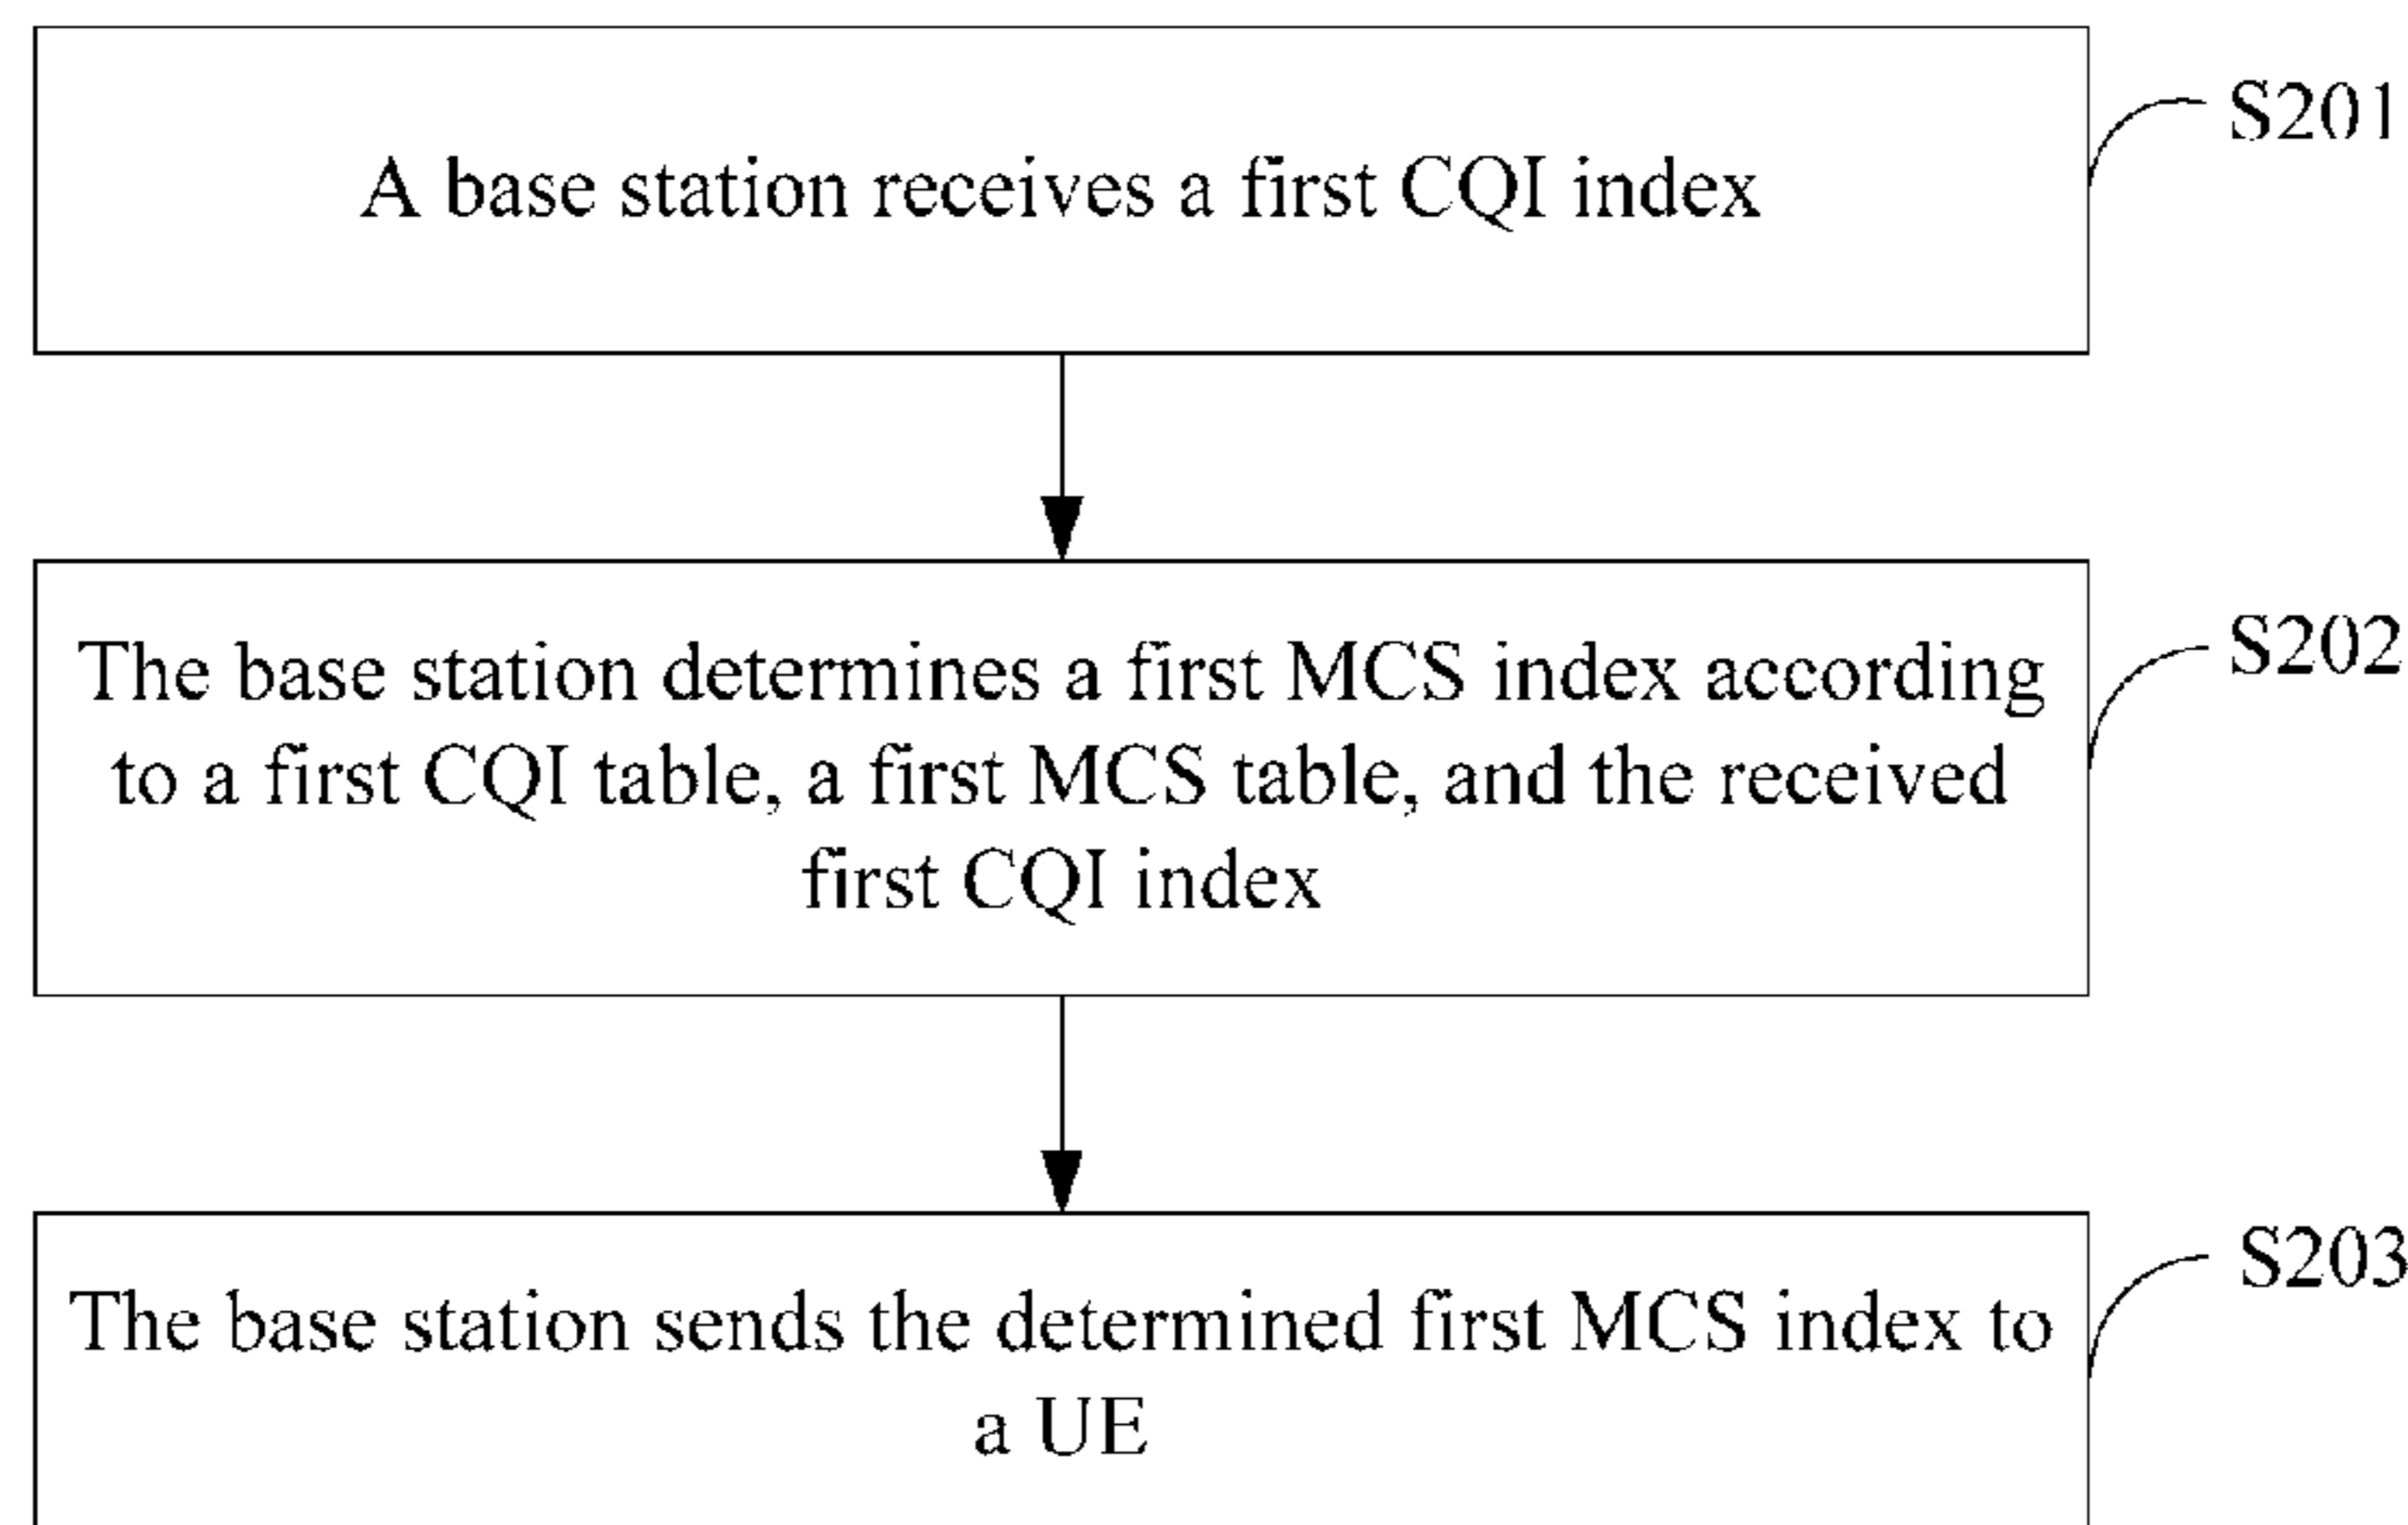 A base station receives a first CQI index
S201
The base station determines a first MCS index according
to a first CQI table, a first MCS table, and the received
first CQI index
S202
The base station sends the determined first MCS index to
a UE
S203